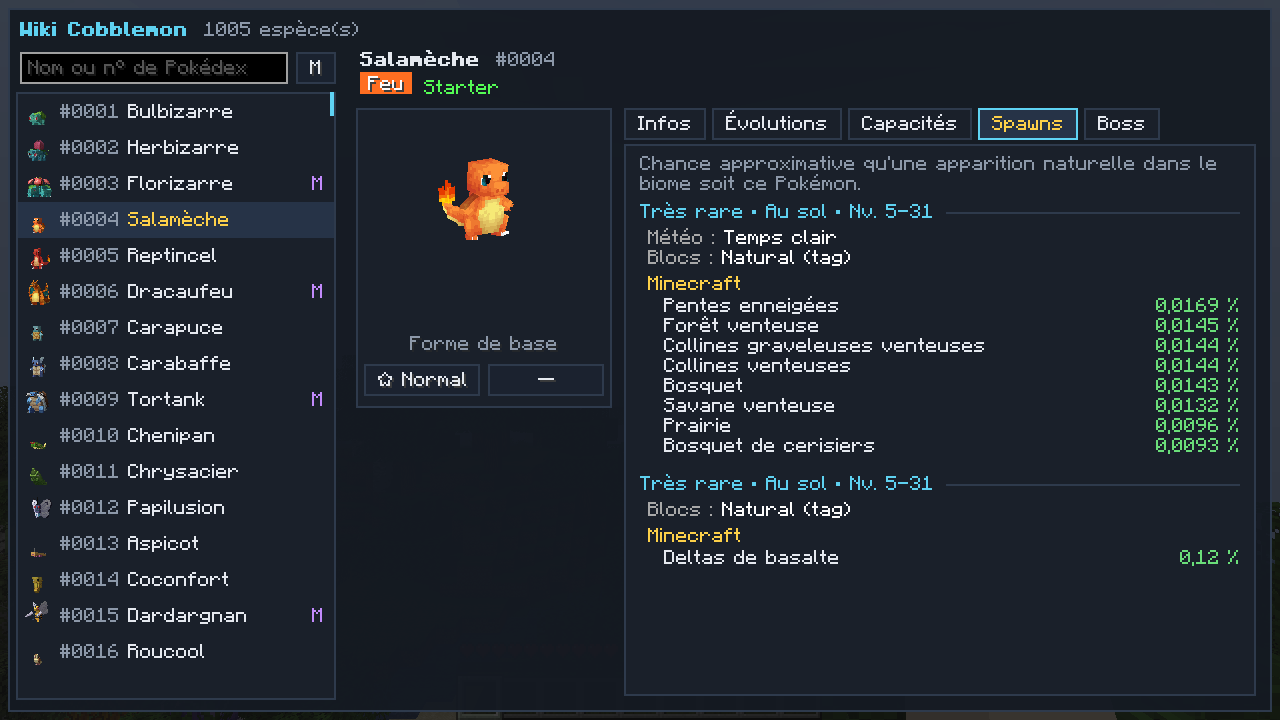 Wiki Cobblemon 1005 espèce(s)
Nom ou n° de Pokédex
M
#0001 Bulbizarre
#0002 Herbizarre
#0003 Florizarre M
#0004 Salamèche
#0005 Reptincel
#0006 Dracaufeu M
#0007 Carapuce
#0008 Carabaffe
#0009 Tortank M
#0010 Chenipan
#0011 Chrysacier
#0012 Papilusion
#0013 Aspicot
#0014 Coconfort
#0015 Dardargnan M
#0016 Roucool
Salamèche #0004
Feu Starter
Forme de base
☆ Normal —
Infos Évolutions Capacités Spawns Boss
Chance approximative qu'une apparition naturelle dans le
biome soit ce Pokémon.
Très rare • Au sol • Nv. 5-31
Météo : Temps clair
Blocs : Natural (tag)
Minecraft
Pentes enneigées 0,0169 %
Forêt venteuse 0,0145 %
Collines graveleuses venteuses 0,0144 %
Collines venteuses 0,0144 %
Bosquet 0,0143 %
Savane venteuse 0,0132 %
Prairie 0,0096 %
Bosquet de cerisiers 0,0093 %
Très rare • Au sol • Nv. 5-31
Blocs : Natural (tag)
Minecraft
Deltas de basalte 0,12 %